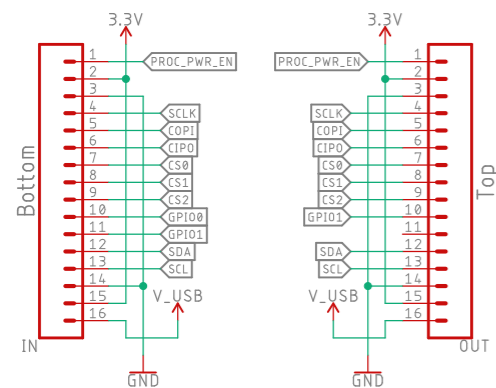 3.3V 3.3V
1 PROC_PWR_EN PROC_PWR_EN 1
2 2
3 3
4 SCLK SCLK 4
5 COPI COPI 5
6 CIPO CIPO 6
7 CS0 CS0 7
8 CS1 CS1 8
9 CS2 CS2 9
10 GPIO0 GPIO1 10
11 GPIO1 11
12 SDA SDA 12
13 SCL SCL 13
14 14
15 V_USB V_USB 15
16 16
Bottom Top
IN OUT
GND GND